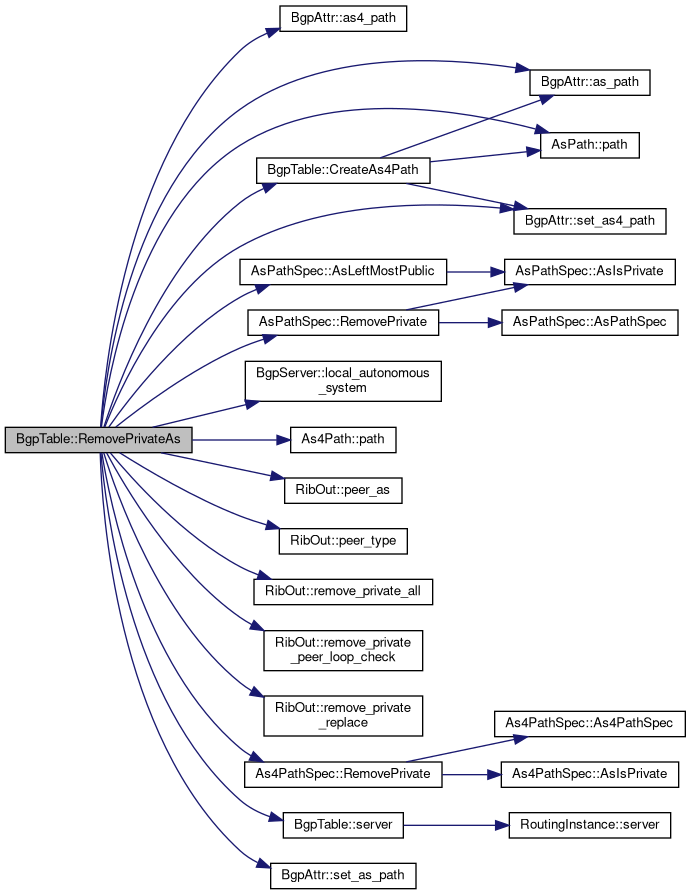 BgpAttr::as4_path
BgpAttr::as_path
AsPath::path
BgpTable::CreateAs4Path
BgpAttr::set_as4_path
AsPathSpec::AsLeftMostPublic
AsPathSpec::AsIsPrivate
AsPathSpec::RemovePrivate
AsPathSpec::AsPathSpec
BgpServer::local_autonomous
_system
BgpTable::RemovePrivateAs
As4Path::path
RibOut::peer_as
RibOut::peer_type
RibOut::remove_private_all
RibOut::remove_private
_peer_loop_check
RibOut::remove_private
_replace
As4PathSpec::As4PathSpec
As4PathSpec::RemovePrivate
As4PathSpec::AsIsPrivate
BgpTable::server
RoutingInstance::server
BgpAttr::set_as_path